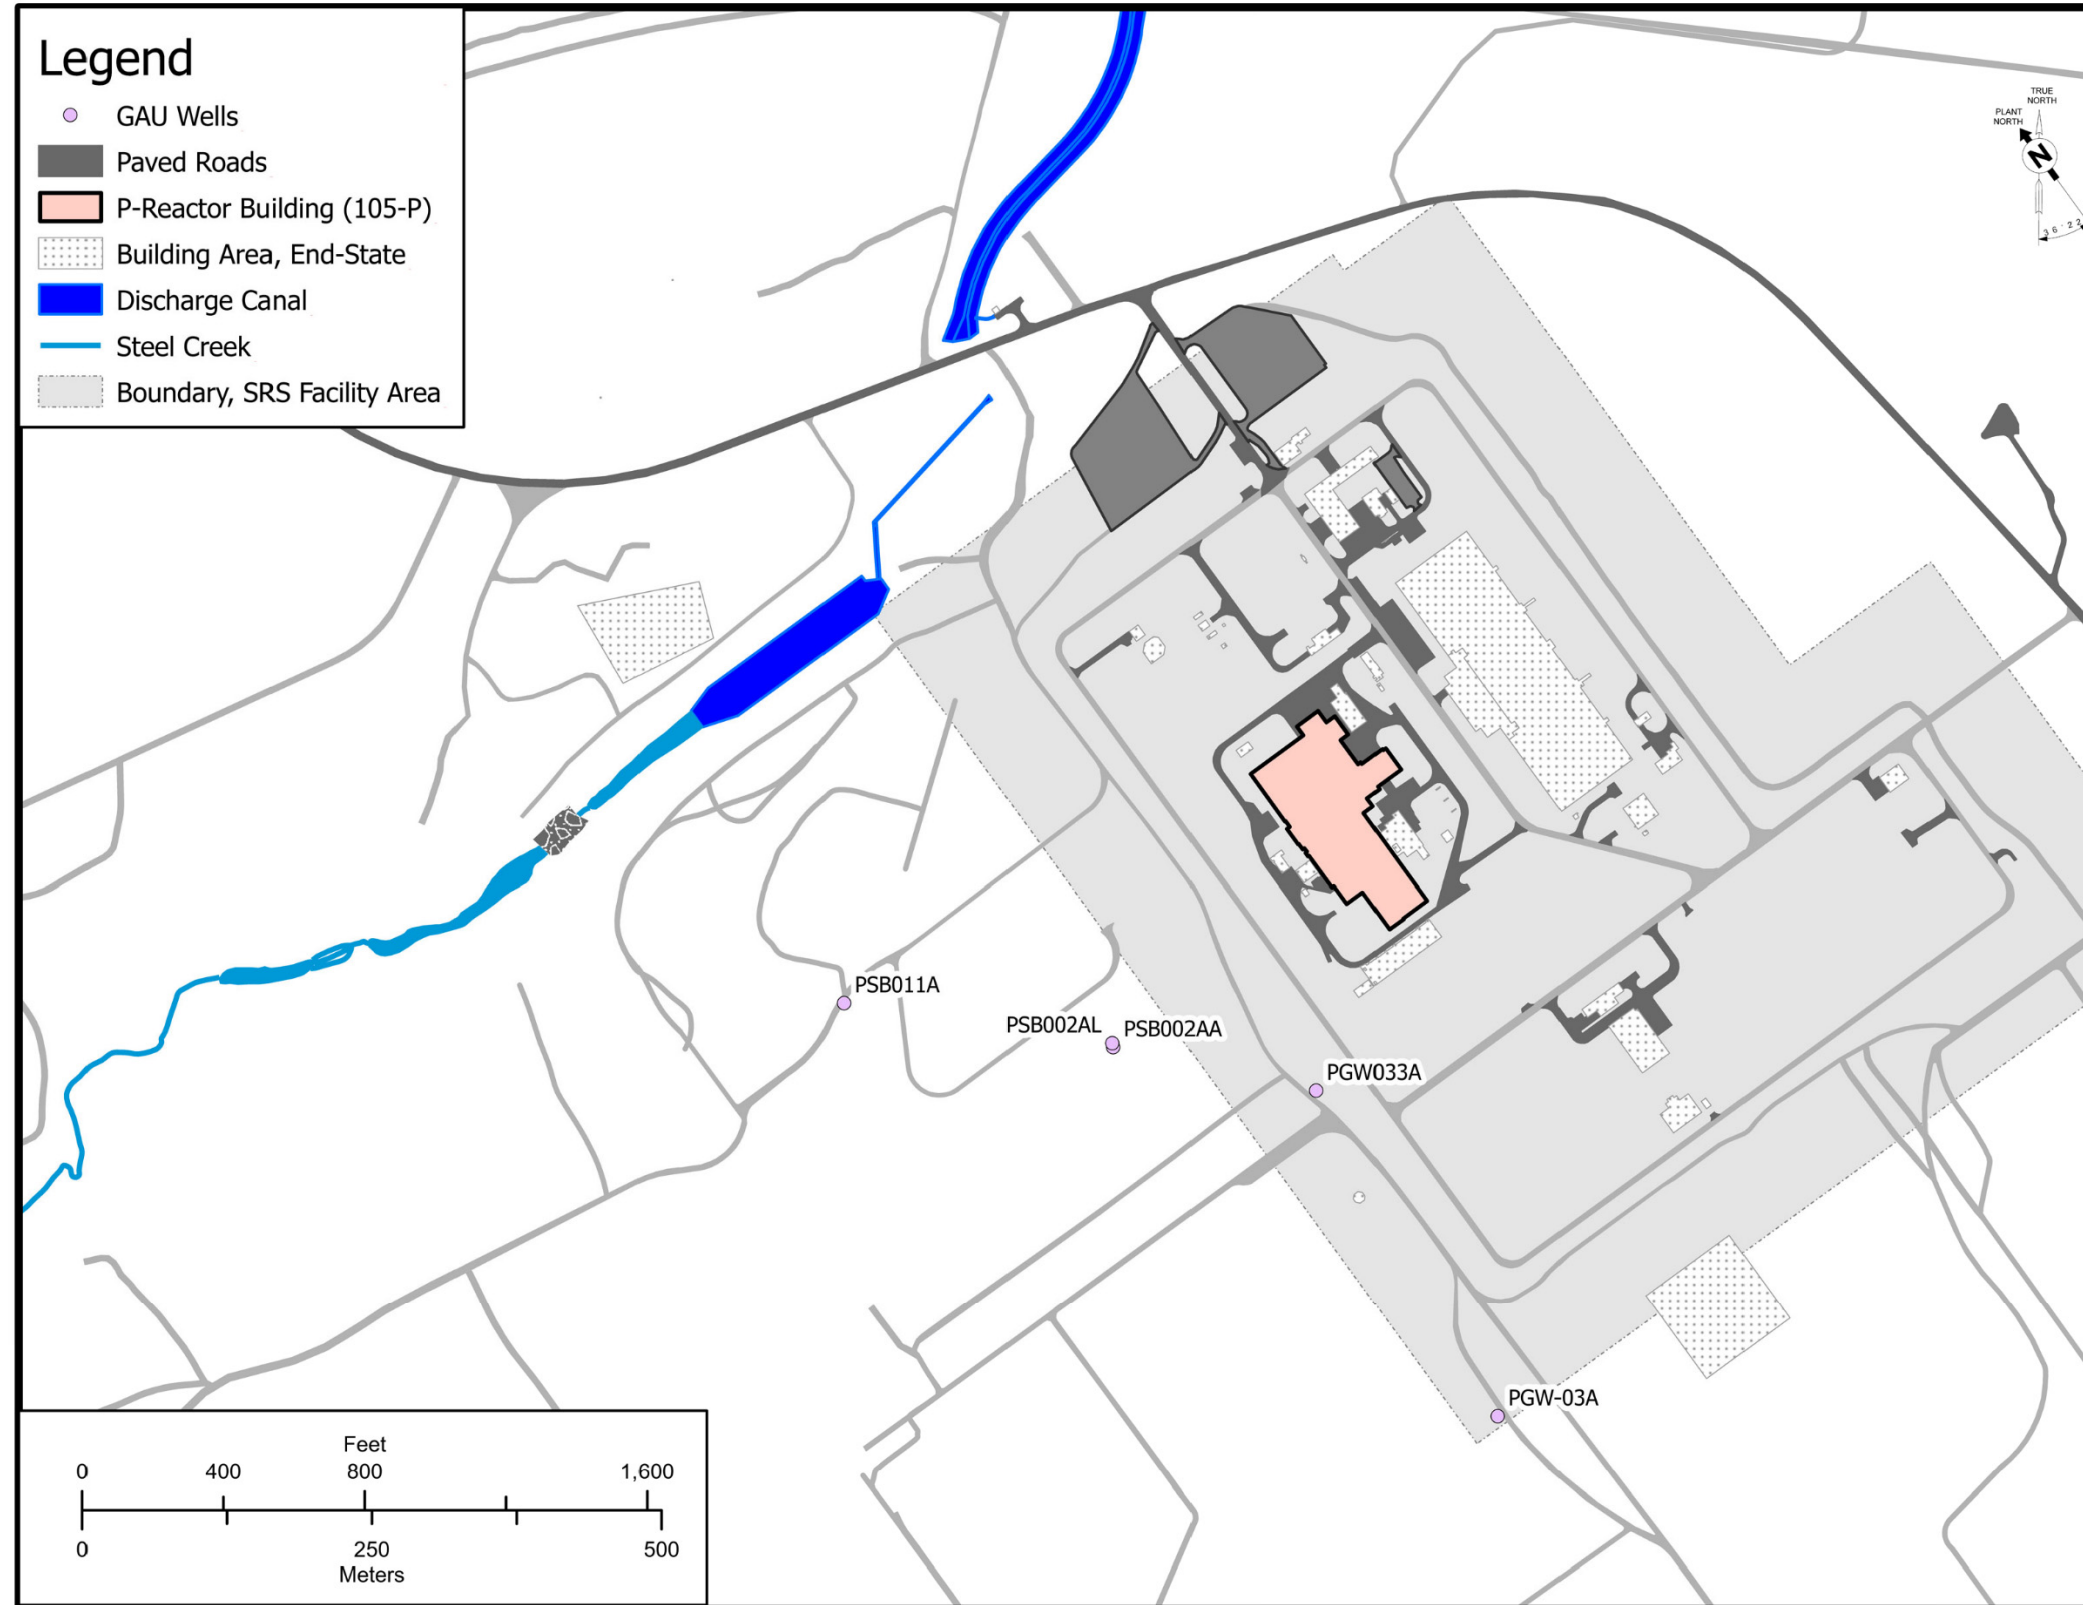 Legend
GAU Wells
Paved Roads
P-Reactor Building (105-P)
Building Area, End-State
Discharge Canal
Steel Creek
Boundary, SRS Facility Area
TRUE
NORTH
PLANT
NORTH
N
36°22
PSB011A
PSB002AL
PSB002AA
PGW033A
PGW-03A
Feet
0 400 800 1,600
0 250 500
Meters